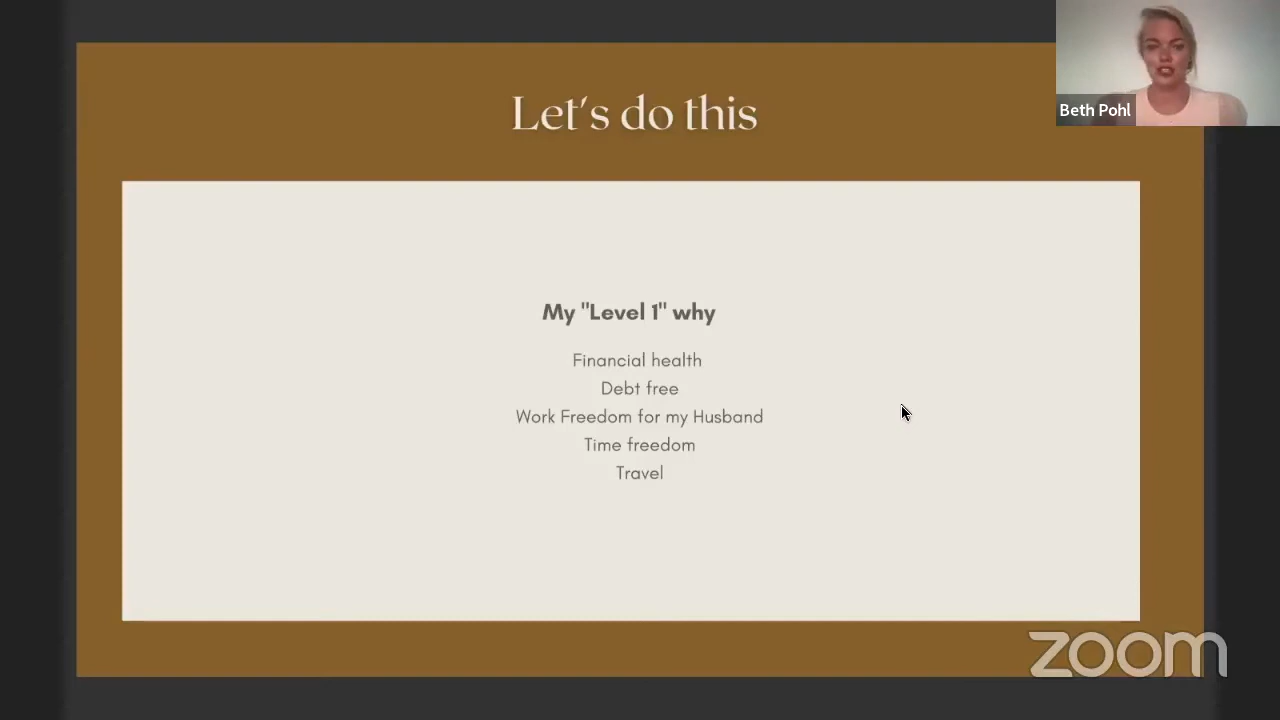 Let's do this
Beth Pohl
My "Level 1" why
Financial health
Debt free
Work Freedom for my Husband
Time freedom
Travel
zoom